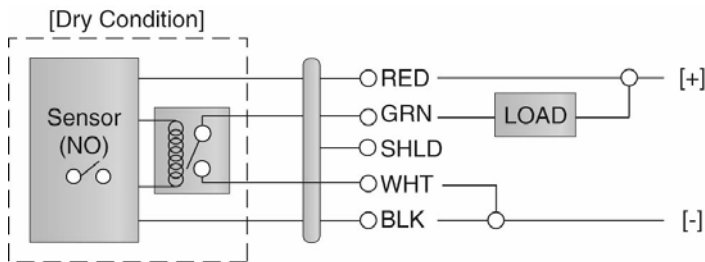 [Dry Condition]
Sensor
(NO)
RED
[+]
GRN
LOAD
SHLD
WHT
BLK
[-]